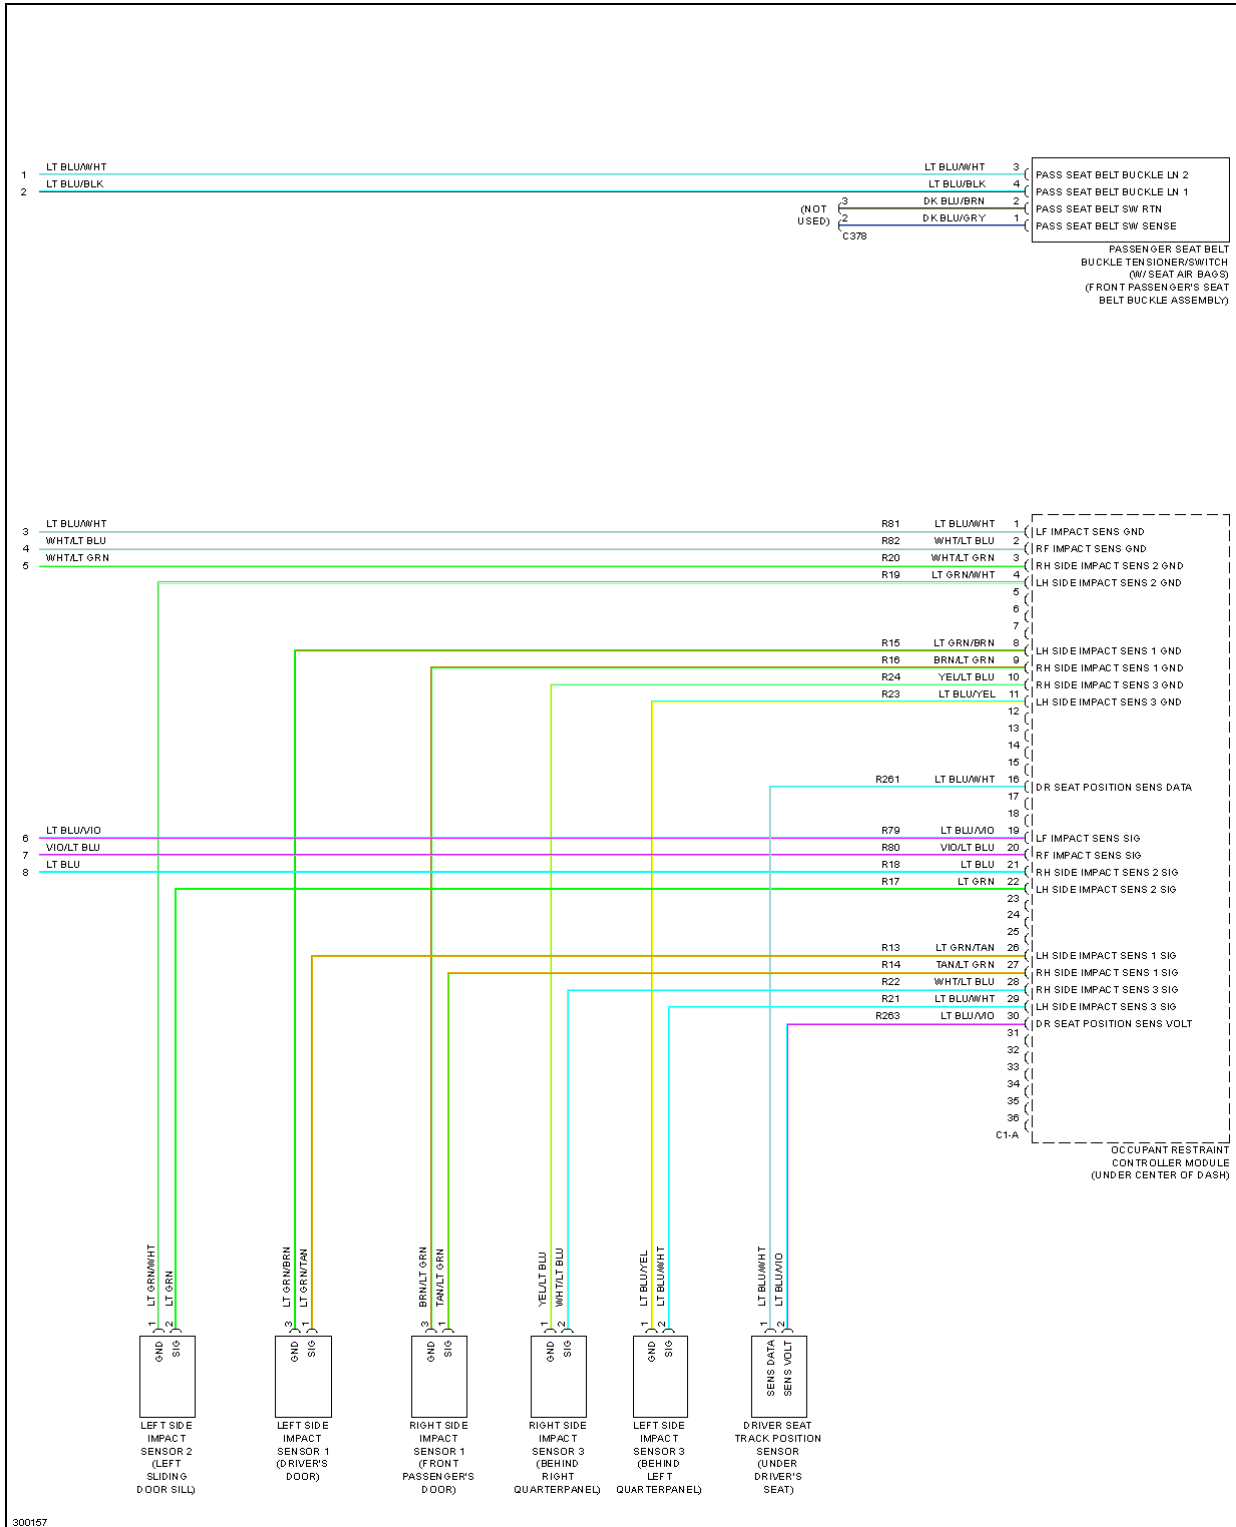 1 LT BLU/WHT LT BLU/WHT 3 PASS SEAT BELT BUCKLE LN 2
2 LT BLU/BLK LT BLU/BLK 4 PASS SEAT BELT BUCKLE LN 1
(NOT USED) 3 DK BLU/BRN 2 PASS SEAT BELT SW RTN
2 DK BLU/GRY 1 PASS SEAT BELT SW SENSE
C378
PASSENGER SEAT BELT
BUCKLE TENSIONER/SWITCH
(W/ SEAT AIR BAGS)
(FRONT PASSENGER'S SEAT
BELT BUCKLE ASSEMBLY)
3 LT BLU/WHT R81 LT BLU/WHT 1 LF IMPACT SENS GND
4 WHT/LT BLU R82 WHT/LT BLU 2 RF IMPACT SENS GND
5 WHT/LT GRN R20 WHT/LT GRN 3 RH SIDE IMPACT SENS 2 GND
R19 LT GRN/WHT 4 LH SIDE IMPACT SENS 2 GND
5
6
7
R15 LT GRN/BRN 8 LH SIDE IMPACT SENS 1 GND
R16 BRN/LT GRN 9 RH SIDE IMPACT SENS 1 GND
R24 YEL/LT BLU 10 RH SIDE IMPACT SENS 3 GND
R23 LT BLU/YEL 11 LH SIDE IMPACT SENS 3 GND
12
13
14
15
R261 LT BLU/WHT 16 DR SEAT POSITION SENS DATA
17
18
6 LT BLU/VIO R79 LT BLU/VIO 19 LF IMPACT SENS SIG
7 VIO/LT BLU R80 VIO/LT BLU 20 RF IMPACT SENS SIG
8 LT BLU R18 LT BLU 21 RH SIDE IMPACT SENS 2 SIG
R17 LT GRN 22 LH SIDE IMPACT SENS 2 SIG
23
24
25
R13 LT GRN/TAN 26 LH SIDE IMPACT SENS 1 SIG
R14 TAN/LT GRN 27 RH SIDE IMPACT SENS 1 SIG
R22 WHT/LT BLU 28 RH SIDE IMPACT SENS 3 SIG
R21 LT BLU/WHT 29 LH SIDE IMPACT SENS 3 SIG
R263 LT BLU/VIO 30 DR SEAT POSITION SENS VOLT
31
32
33
34
35
36
C1-A
OCCUPANT RESTRAINT
CONTROLLER MODULE
(UNDER CENTER OF DASH)
LT GRN/WHT 1 GND
LT GRN 2 SIG
LEFT SIDE
IMPACT
SENSOR 2
(LEFT
SLIDING
DOOR SILL)
LT GRN/BRN 3 GND
LT GRN/TAN 1 SIG
LEFT SIDE
IMPACT
SENSOR 1
(DRIVER'S
DOOR)
BRN/LT GRN 3 GND
TAN/LT GRN 1 SIG
RIGHT SIDE
IMPACT
SENSOR 1
(FRONT
PASSENGER'S
DOOR)
YEL/LT BLU 1 GND
WHT/LT BLU 2 SIG
RIGHT SIDE
IMPACT
SENSOR 3
(BEHIND
RIGHT
QUARTERPANEL)
LT BLU/YEL 1 GND
LT BLU/WHT 2 SIG
LEFT SIDE
IMPACT
SENSOR 3
(BEHIND
LEFT
QUARTERPANEL)
LT BLU/WHT 1 SENS DATA
LT BLU/VIO 2 SENS VOLT
DRIVER SEAT
TRACK POSITION
SENSOR
(UNDER
DRIVER'S
SEAT)
300157